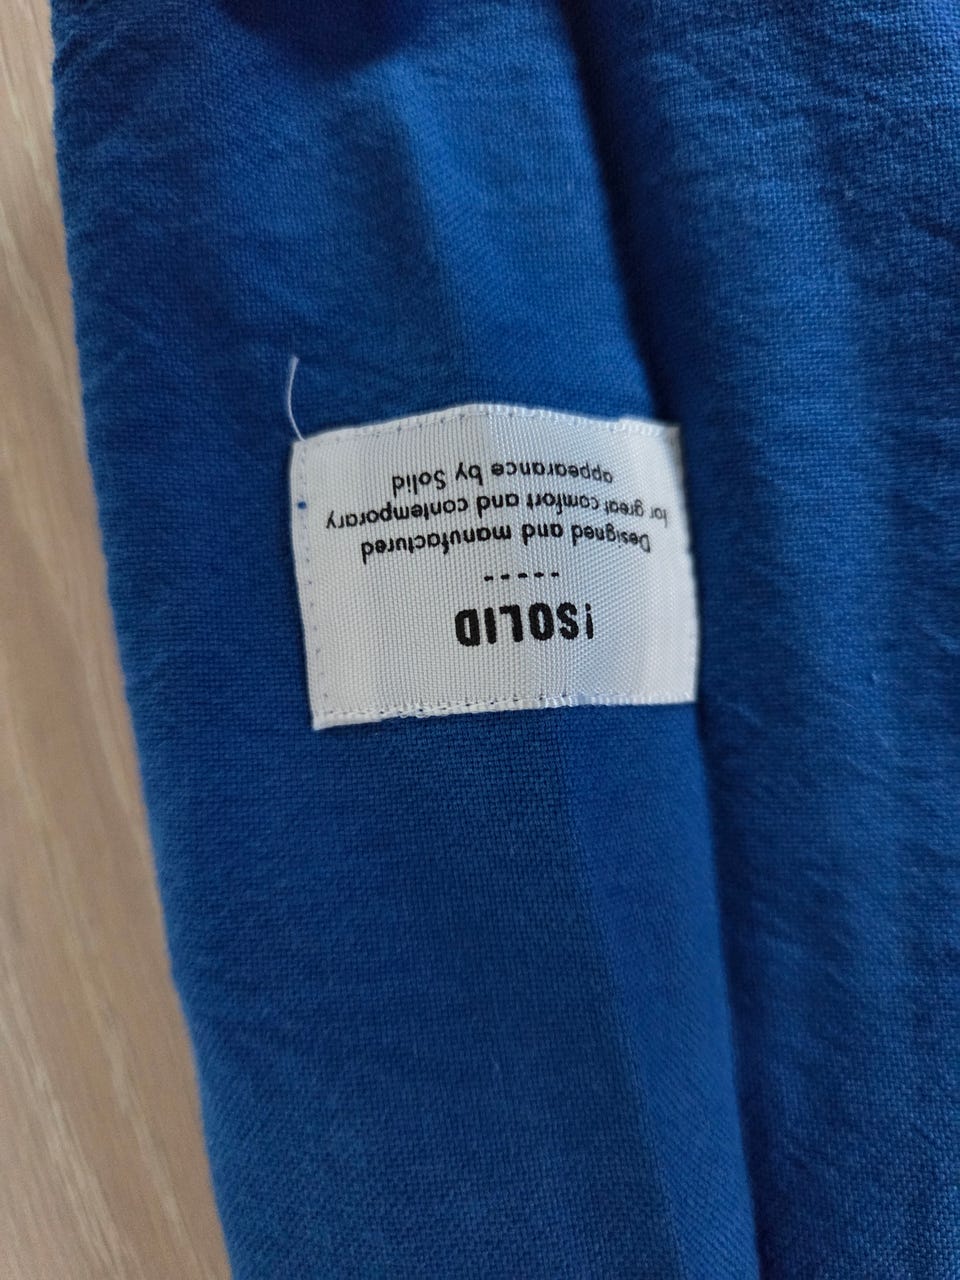 !SOLID
-----
Designed and manufactured
for great comfort and contemporary
appearance by Solid